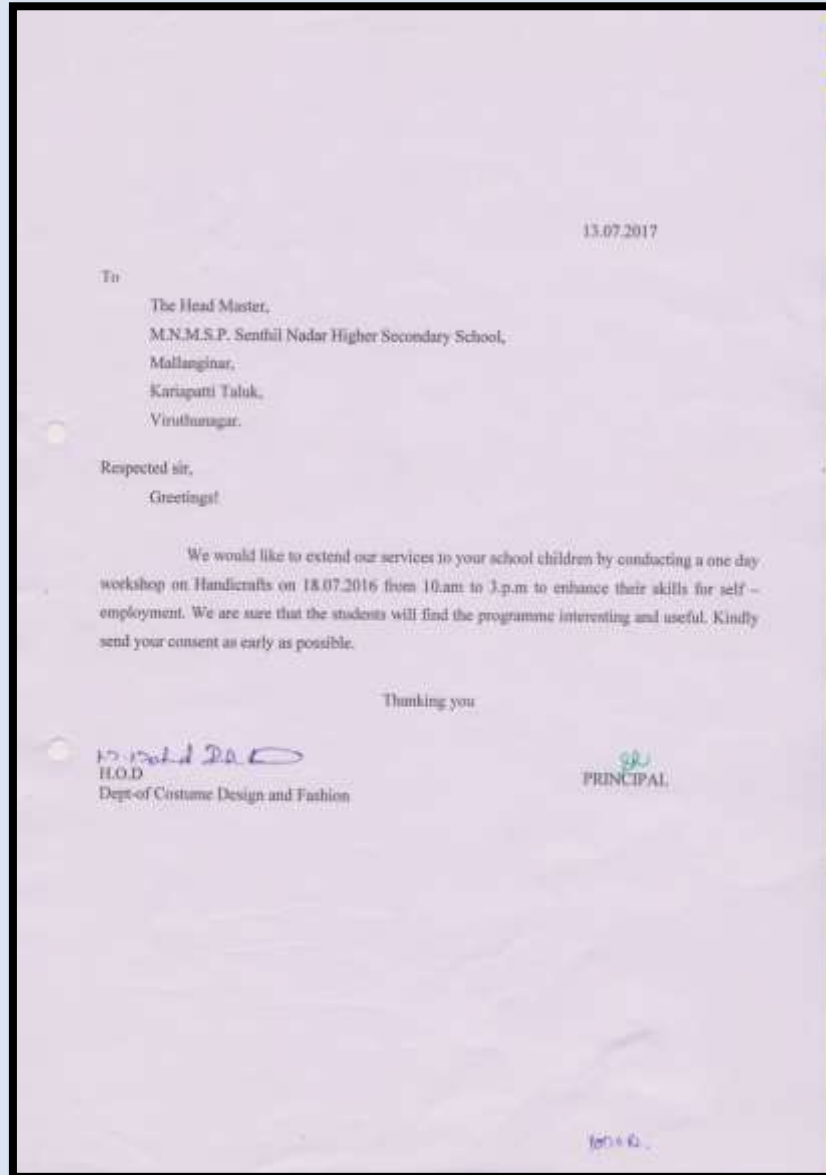 13.07.2017
To
The Head Master,
M.N.M.S.P. Senthil Nadar Higher Secondary School,
Mallanginar,
Kariapatti Taluk,
Viruthunagar.
Respected sir,
Greetings!
We would like to extend our services to your school children by conducting a one day
workshop on Handicrafts on 18.07.2016 from 10.am to 3.p.m to enhance their skills for self –
employment. We are sure that the students will find the programme interesting and useful. Kindly
send your consent as early as possible.
Thanking you
H.O.D
PRINCIPAL
Dept-of Costume Design and Fashion